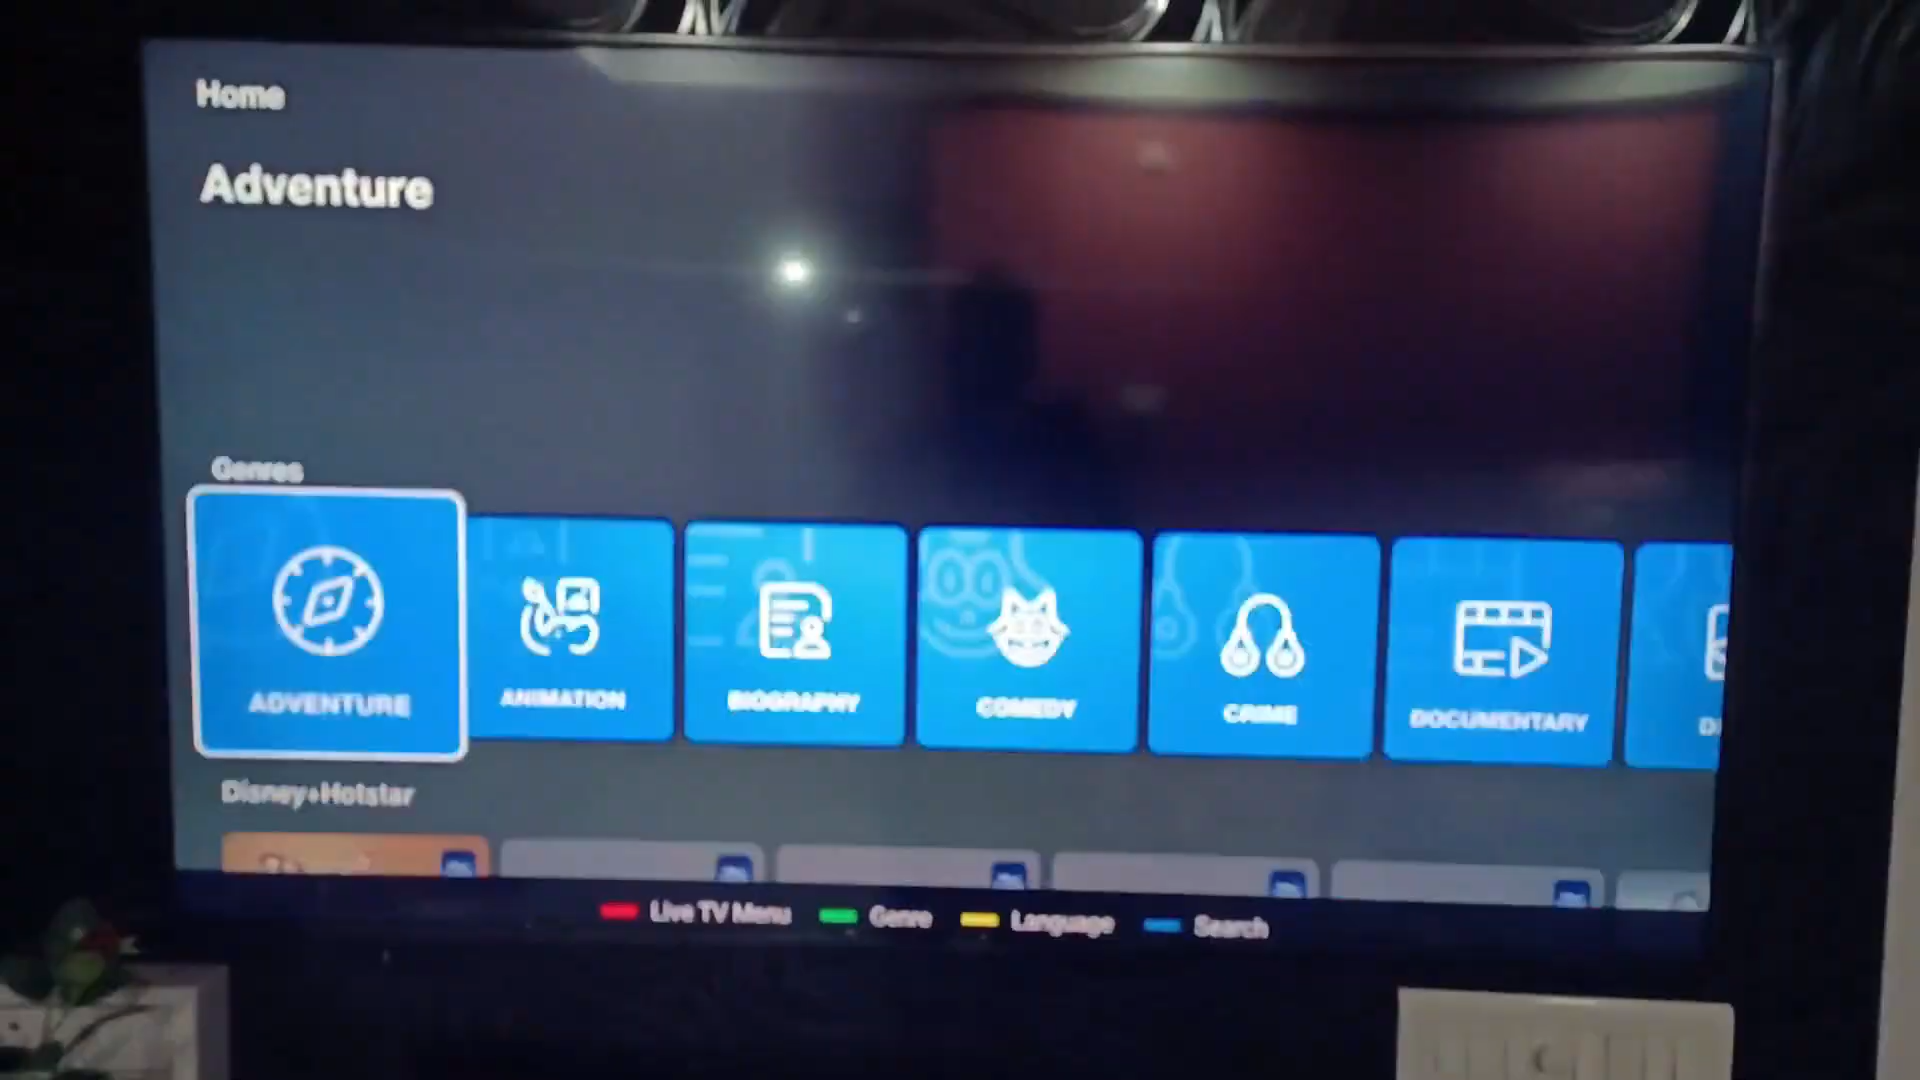 Home
Adventure
Genres
ADVENTURE
ANIMATION
BIOGRAPHY
COMEDY
CRIME
DOCUMENTARY
Disney+Hotstar
Live TV Menu
Genre
Language
Search